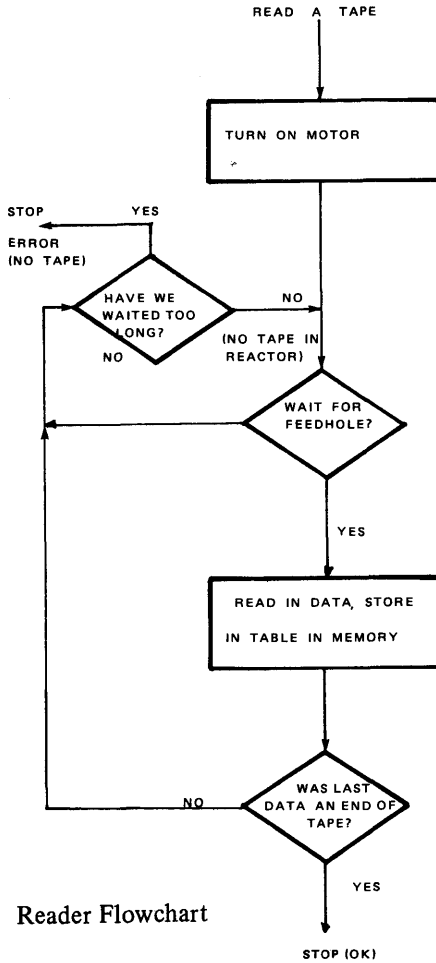 READ A TAPE
TURN ON MOTOR
STOP
YES
ERROR
(NO TAPE)
HAVE WE
WAITED TOO
LONG?
NO
NO
(NO TAPE IN
REACTOR)
WAIT FOR
FEEDHOLE?
YES
READ IN DATA, STORE
IN TABLE IN MEMORY
WAS LAST
DATA AN END OF
TAPE?
NO
YES
Reader Flowchart
STOP (OK)